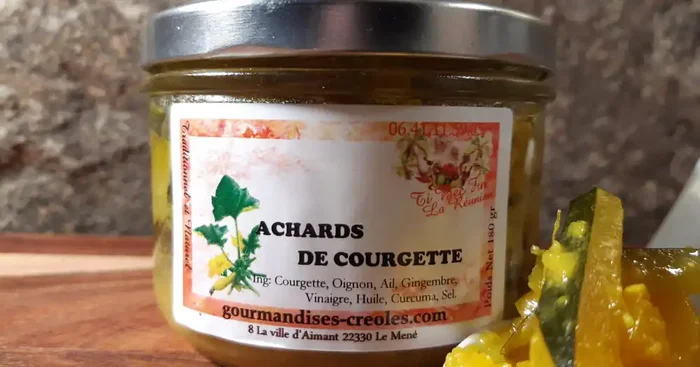 Traditionnel et Naturel
La Réunion
ACHARDS
DE COURGETTE
Ing: Courgette, Oignon, Ail, Gingembre,
Vinaigre, Huile, Curcuma, Sel.
Poids Net 180 gr
gourmandises-creoles.com
8 La ville d'Aimant 22330 Le Mené